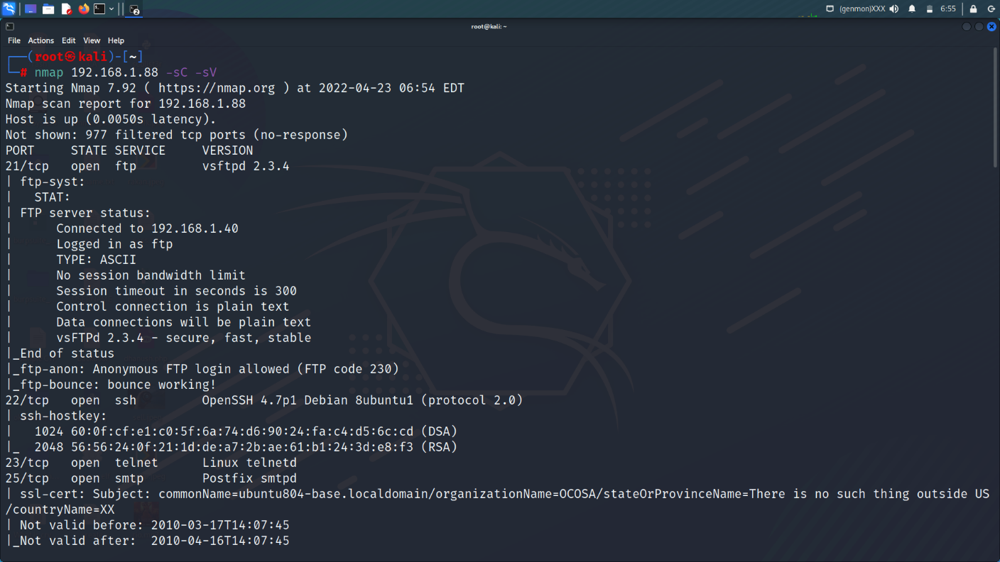 (genmon)XXX 6:55
root@kali: ~
File Actions Edit View Help
┌──(root㉿kali)-[~]
└─# nmap 192.168.1.88 -sC -sV
Starting Nmap 7.92 ( https://nmap.org ) at 2022-04-23 06:54 EDT
Nmap scan report for 192.168.1.88
Host is up (0.0050s latency).
Not shown: 977 filtered tcp ports (no-response)
PORT     STATE SERVICE     VERSION
21/tcp   open  ftp         vsftpd 2.3.4
| ftp-syst:
|   STAT:
| FTP server status:
|      Connected to 192.168.1.40
|      Logged in as ftp
|      TYPE: ASCII
|      No session bandwidth limit
|      Session timeout in seconds is 300
|      Control connection is plain text
|      Data connections will be plain text
|      vsFTPd 2.3.4 - secure, fast, stable
|_End of status
|_ftp-anon: Anonymous FTP login allowed (FTP code 230)
|_ftp-bounce: bounce working!
22/tcp   open  ssh         OpenSSH 4.7p1 Debian 8ubuntu1 (protocol 2.0)
| ssh-hostkey:
|   1024 60:0f:cf:e1:c0:5f:6a:74:d6:90:24:fa:c4:d5:6c:cd (DSA)
|_  2048 56:56:24:0f:21:1d:de:a7:2b:ae:61:b1:24:3d:e8:f3 (RSA)
23/tcp   open  telnet      Linux telnetd
25/tcp   open  smtp        Postfix smtpd
| ssl-cert: Subject: commonName=ubuntu804-base.localdomain/organizationName=OCOSA/stateOrProvinceName=There is no such thing outside US
/countryName=XX
| Not valid before: 2010-03-17T14:07:45
|_Not valid after:  2010-04-16T14:07:45